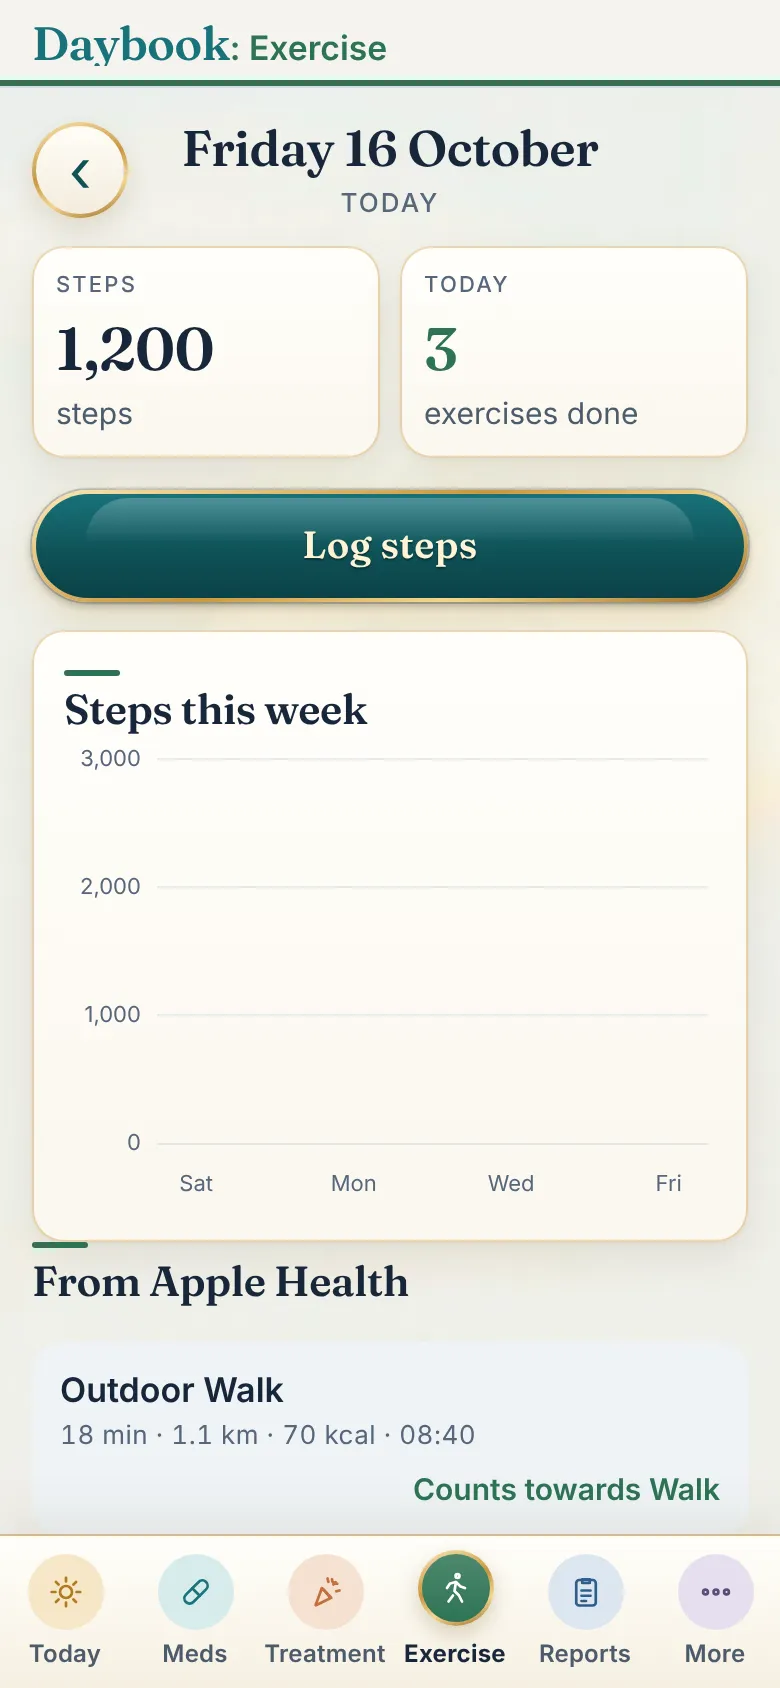 Daybook: Exercise
Friday 16 October
TODAY
STEPS
1,200
steps
TODAY
3
exercises done
Log steps
Steps this week
3,000
2,000
1,000
0
Sat Mon Wed Fri
From Apple Health
Outdoor Walk
18 min · 1.1 km · 70 kcal · 08:40
Counts towards Walk
Today Meds Treatment Exercise Reports More